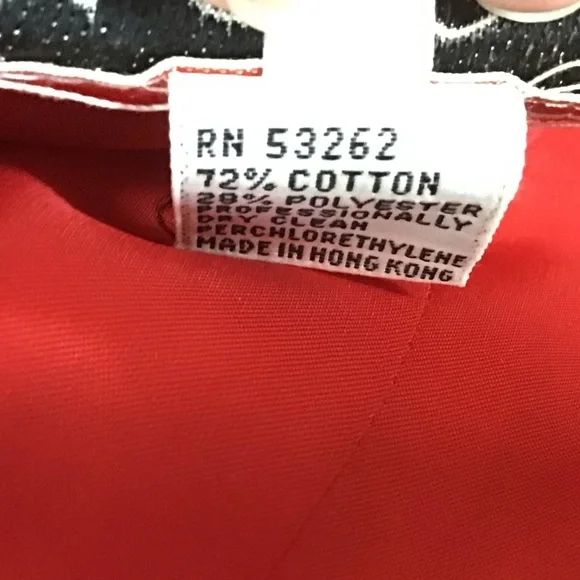 RN 53262
72% COTTON
28% POLYESTER
PROFESSIONALLY
DRY CLEAN
PERCHLORETHYLENE
MADE IN HONG KONG